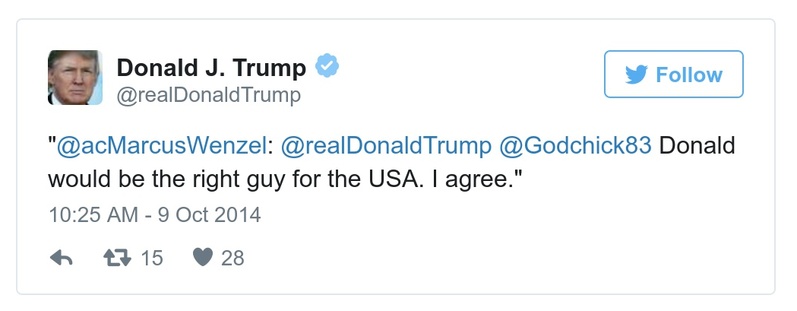 Donald J. Trump
@realDonaldTrump
Follow
"@acMarcusWenzel: @realDonaldTrump @Godchick83 Donald
would be the right guy for the USA. I agree."
10:25 AM - 9 Oct 2014
15 28